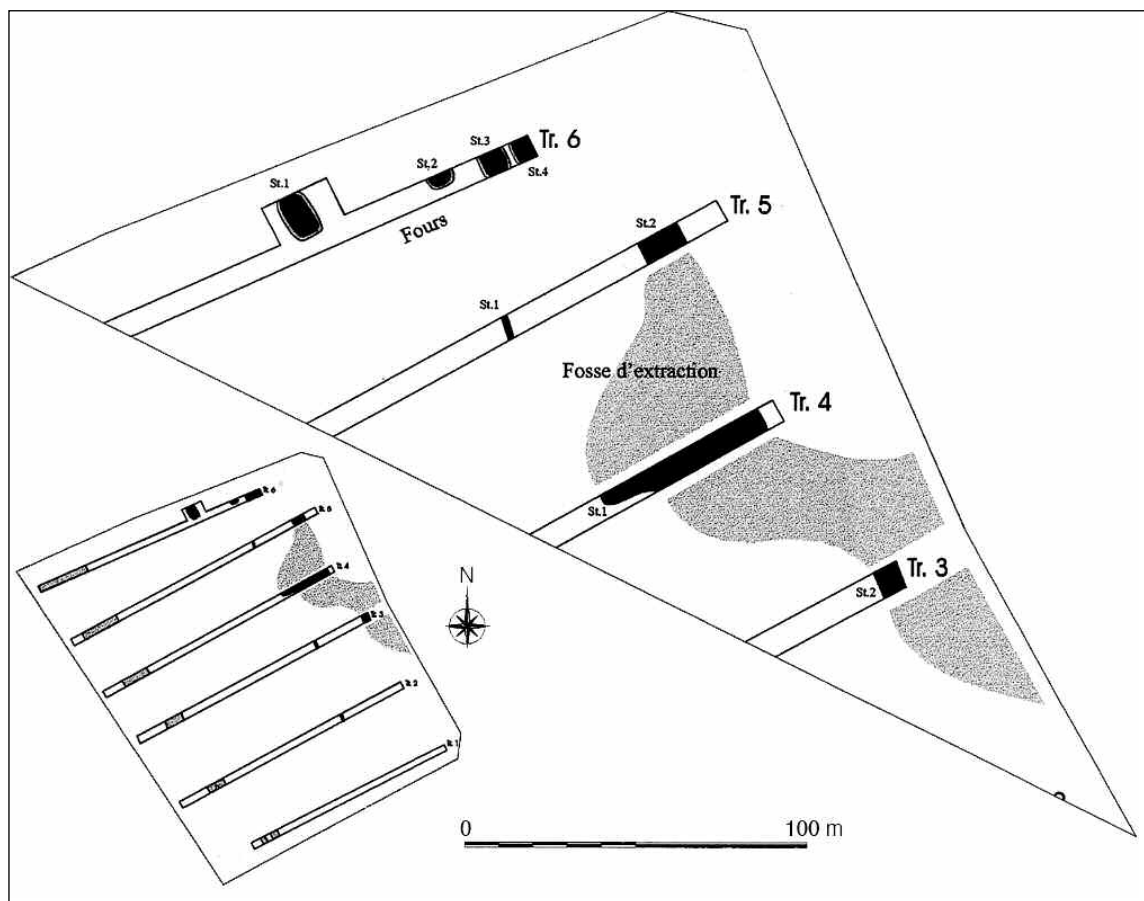 Tr. 6
St.3
St.4
St.2
St.1
Fours
Tr. 5
St.2
St.1
Fosse d'extraction
Tr. 4
St.1
Tr. 3
St.2
N
0 100 m